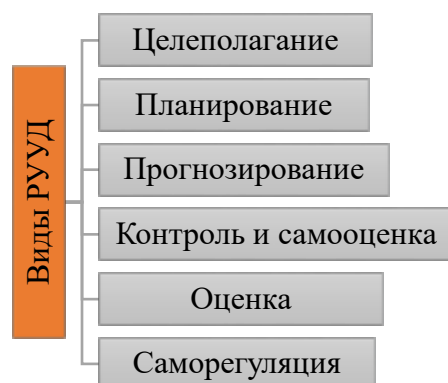 Виды РУУД
Целеполагание
Планирование
Прогнозирование
Контроль и самооценка
Оценка
Саморегуляция